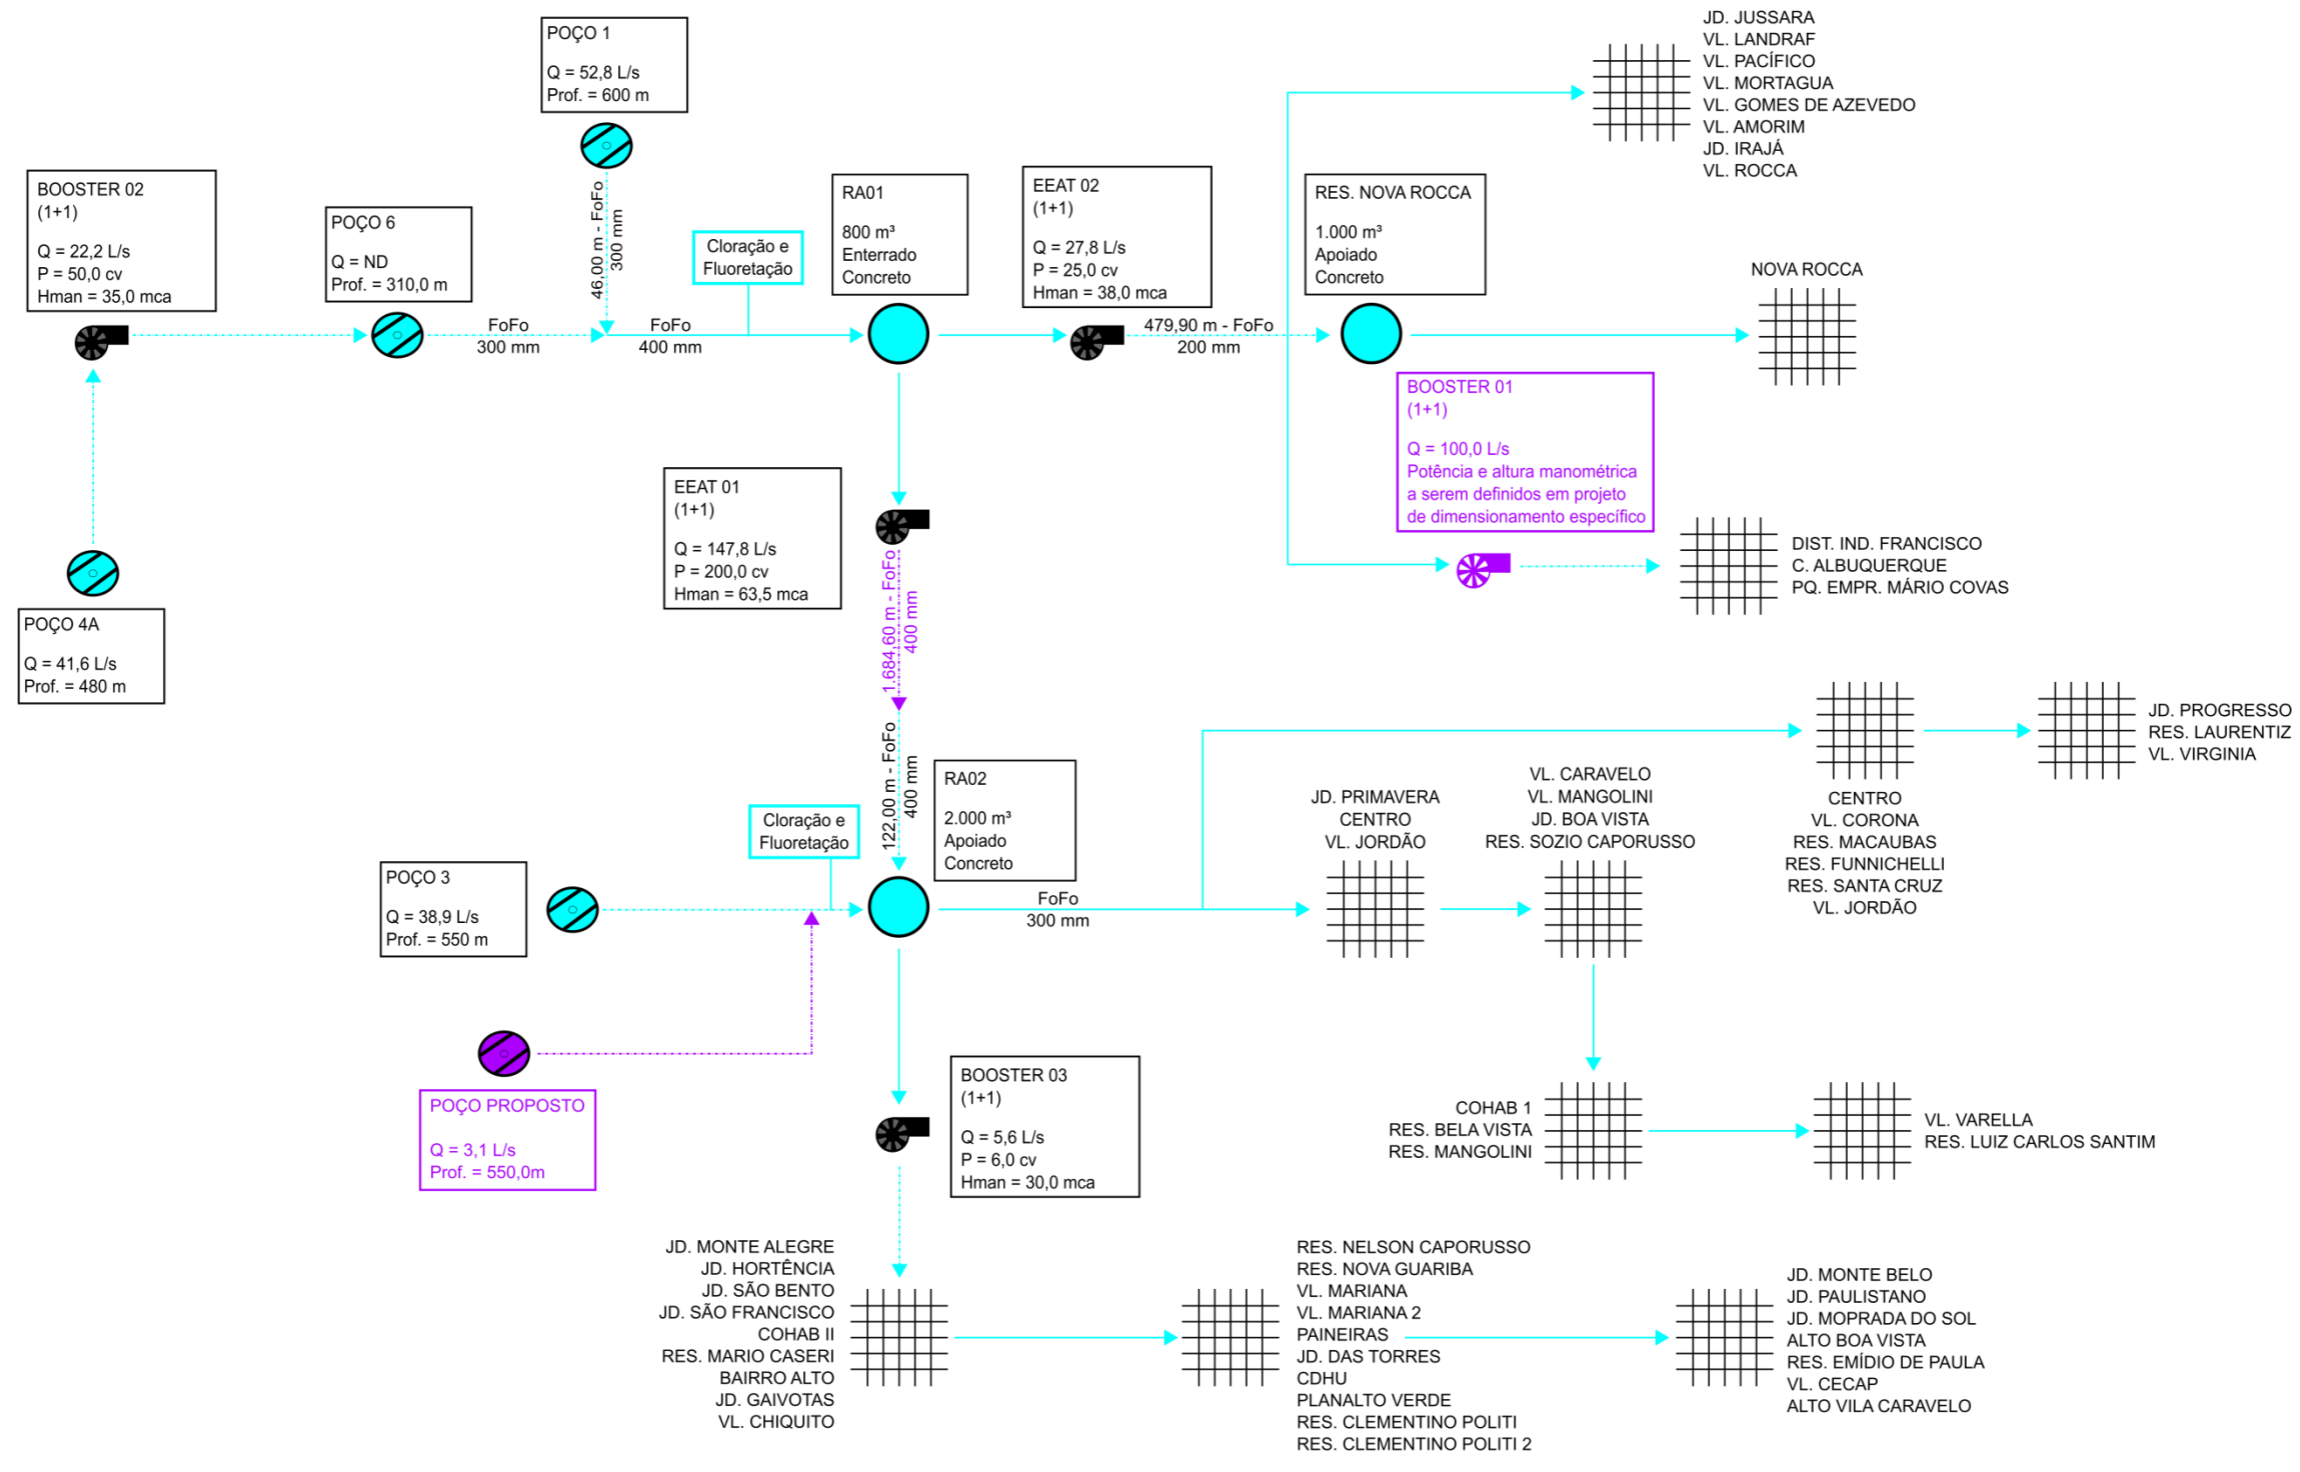 POÇO 1
Q = 52,8 L/s
Prof. = 600 m
46,00 m - FoFo
300 mm
BOOSTER 02
(1+1)
Q = 22,2 L/s
P = 50,0 cv
Hman = 35,0 mca
POÇO 6
Q = ND
Prof. = 310,0 m
FoFo
300 mm
FoFo
400 mm
Cloração e
Fluoretação
RA01
800 m³
Enterrado
Concreto
EEAT 02
(1+1)
Q = 27,8 L/s
P = 25,0 cv
Hman = 38,0 mca
479,90 m - FoFo
200 mm
RES. NOVA ROCCA
1.000 m³
Apoiado
Concreto
JD. JUSSARA
VL. LANDRAF
VL. PACÍFICO
VL. MORTAGUA
VL. GOMES DE AZEVEDO
VL. AMORIM
JD. IRAJÁ
VL. ROCCA
NOVA ROCCA
BOOSTER 01
(1+1)
Q = 100,0 L/s
Potência e altura manométrica
a serem definidos em projeto
de dimensionamento específico
DIST. IND. FRANCISCO
C. ALBUQUERQUE
PQ. EMPR. MÁRIO COVAS
POÇO 4A
Q = 41,6 L/s
Prof. = 480 m
EEAT 01
(1+1)
Q = 147,8 L/s
P = 200,0 cv
Hman = 63,5 mca
1.684,60 m - FoFo
400 mm
122,00 m - FoFo
400 mm
RA02
2.000 m³
Apoiado
Concreto
Cloração e
Fluoretação
POÇO 3
Q = 38,9 L/s
Prof. = 550 m
POÇO PROPOSTO
Q = 3,1 L/s
Prof. = 550,0m
FoFo
300 mm
JD. PRIMAVERA
CENTRO
VL. JORDÃO
VL. CARAVELO
VL. MANGOLINI
JD. BOA VISTA
RES. SOZIO CAPORUSSO
CENTRO
VL. CORONA
RES. MACAUBAS
RES. FUNNICHELLI
RES. SANTA CRUZ
VL. JORDÃO
JD. PROGRESSO
RES. LAURENTIZ
VL. VIRGINIA
COHAB 1
RES. BELA VISTA
RES. MANGOLINI
VL. VARELLA
RES. LUIZ CARLOS SANTIM
BOOSTER 03
(1+1)
Q = 5,6 L/s
P = 6,0 cv
Hman = 30,0 mca
JD. MONTE ALEGRE
JD. HORTÊNCIA
JD. SÃO BENTO
JD. SÃO FRANCISCO
COHAB II
RES. MARIO CASERI
BAIRRO ALTO
JD. GAIVOTAS
VL. CHIQUITO
RES. NELSON CAPORUSSO
RES. NOVA GUARIBA
VL. MARIANA
VL. MARIANA 2
PAINEIRAS
JD. DAS TORRES
CDHU
PLANALTO VERDE
RES. CLEMENTINO POLITI
RES. CLEMENTINO POLITI 2
JD. MONTE BELO
JD. PAULISTANO
JD. MOPRADA DO SOL
ALTO BOA VISTA
RES. EMÍDIO DE PAULA
VL. CECAP
ALTO VILA CARAVELO